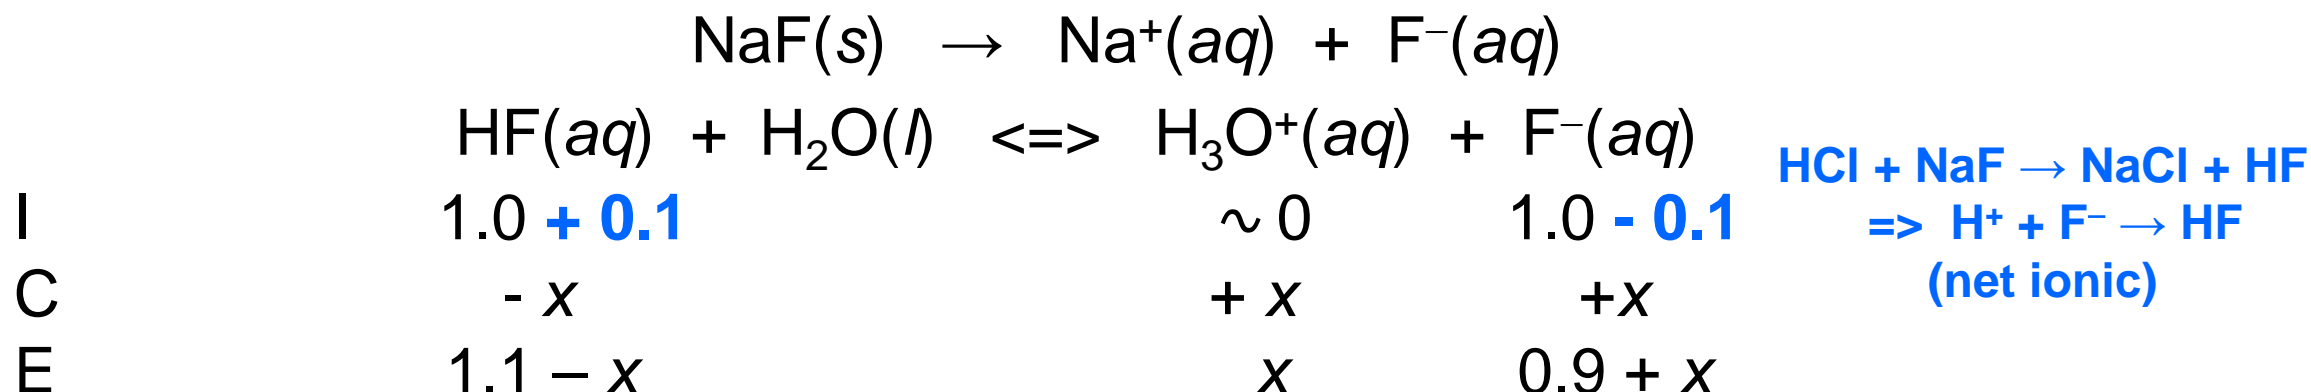 NaF(s) → Na⁺(aq) + F⁻(aq)
HF(aq) + H₂O(l) <=> H₃O⁺(aq) + F⁻(aq)
HCl + NaF → NaCl + HF
I 1.0 + 0.1 ∿ 0 1.0 - 0.1
=> H⁺ + F⁻ → HF
C - x + x +x
(net ionic)
E 1.1 – x x 0.9 + x